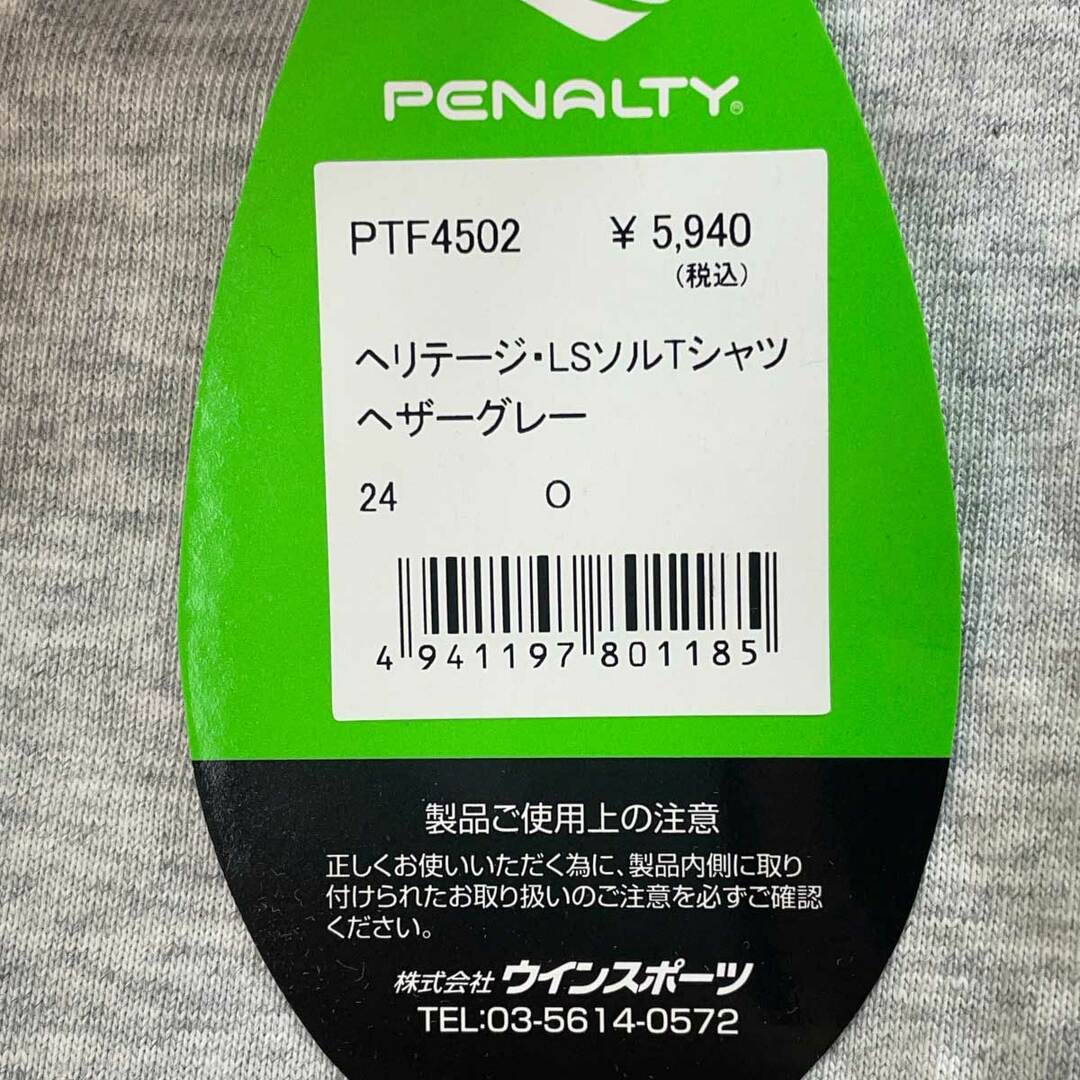 PENALTY®
PTF4502 ¥ 5,940
(税込)
ヘリテージ・LSソルTシャツ
ヘザーグレー
24 O
4 941197 801185
製品ご使用上の注意
正しくお使いいただく為に、製品内側に取り
付けられたお取り扱いのご注意を必ずご確認
ください。
株式会社 ウインスポーツ
TEL:03-5614-0572